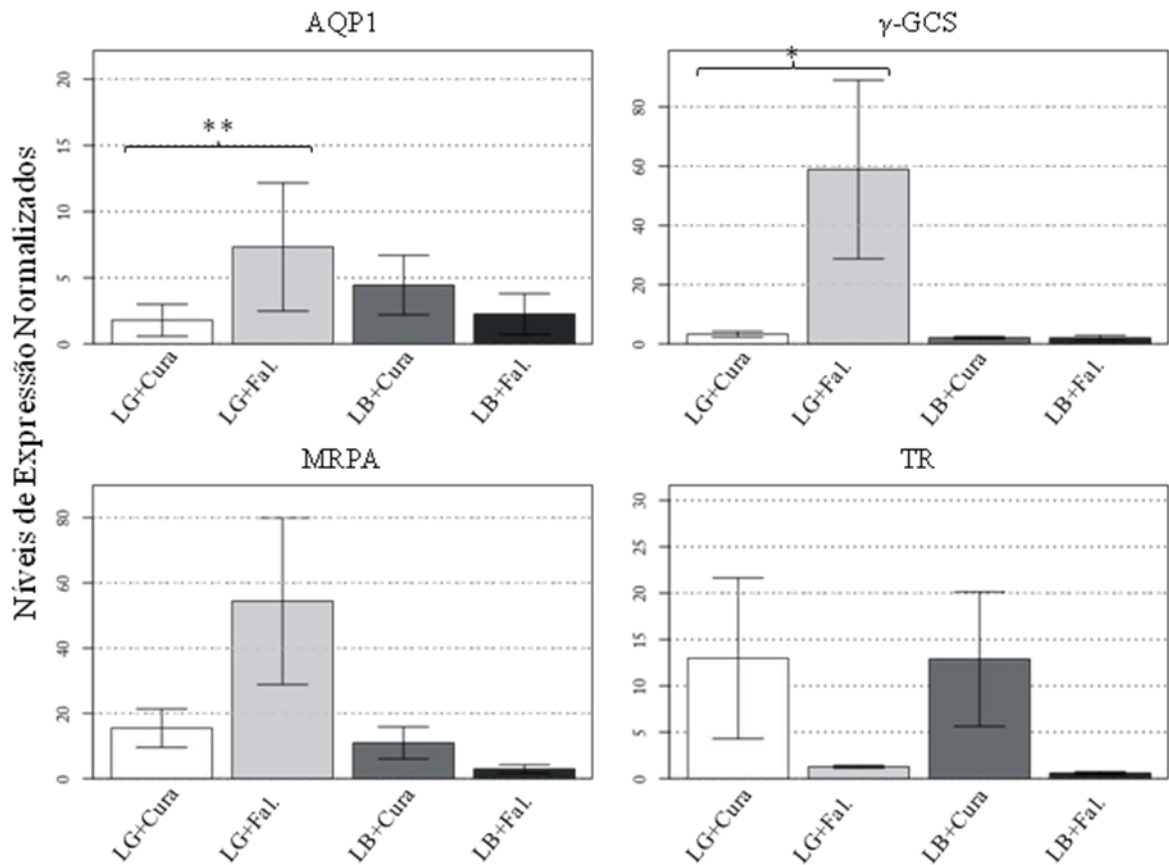 Níveis de Expressão Normalizados
AQP1
20
15
10
5
0
**
LG+Cura
LG+Fal.
LB+Cura
LB+Fal.
γ-GCS
80
60
40
20
0
*
LG+Cura
LG+Fal.
LB+Cura
LB+Fal.
MRPA
80
60
40
20
0
LG+Cura
LG+Fal.
LB+Cura
LB+Fal.
TR
30
25
20
15
10
5
0
LG+Cura
LG+Fal.
LB+Cura
LB+Fal.